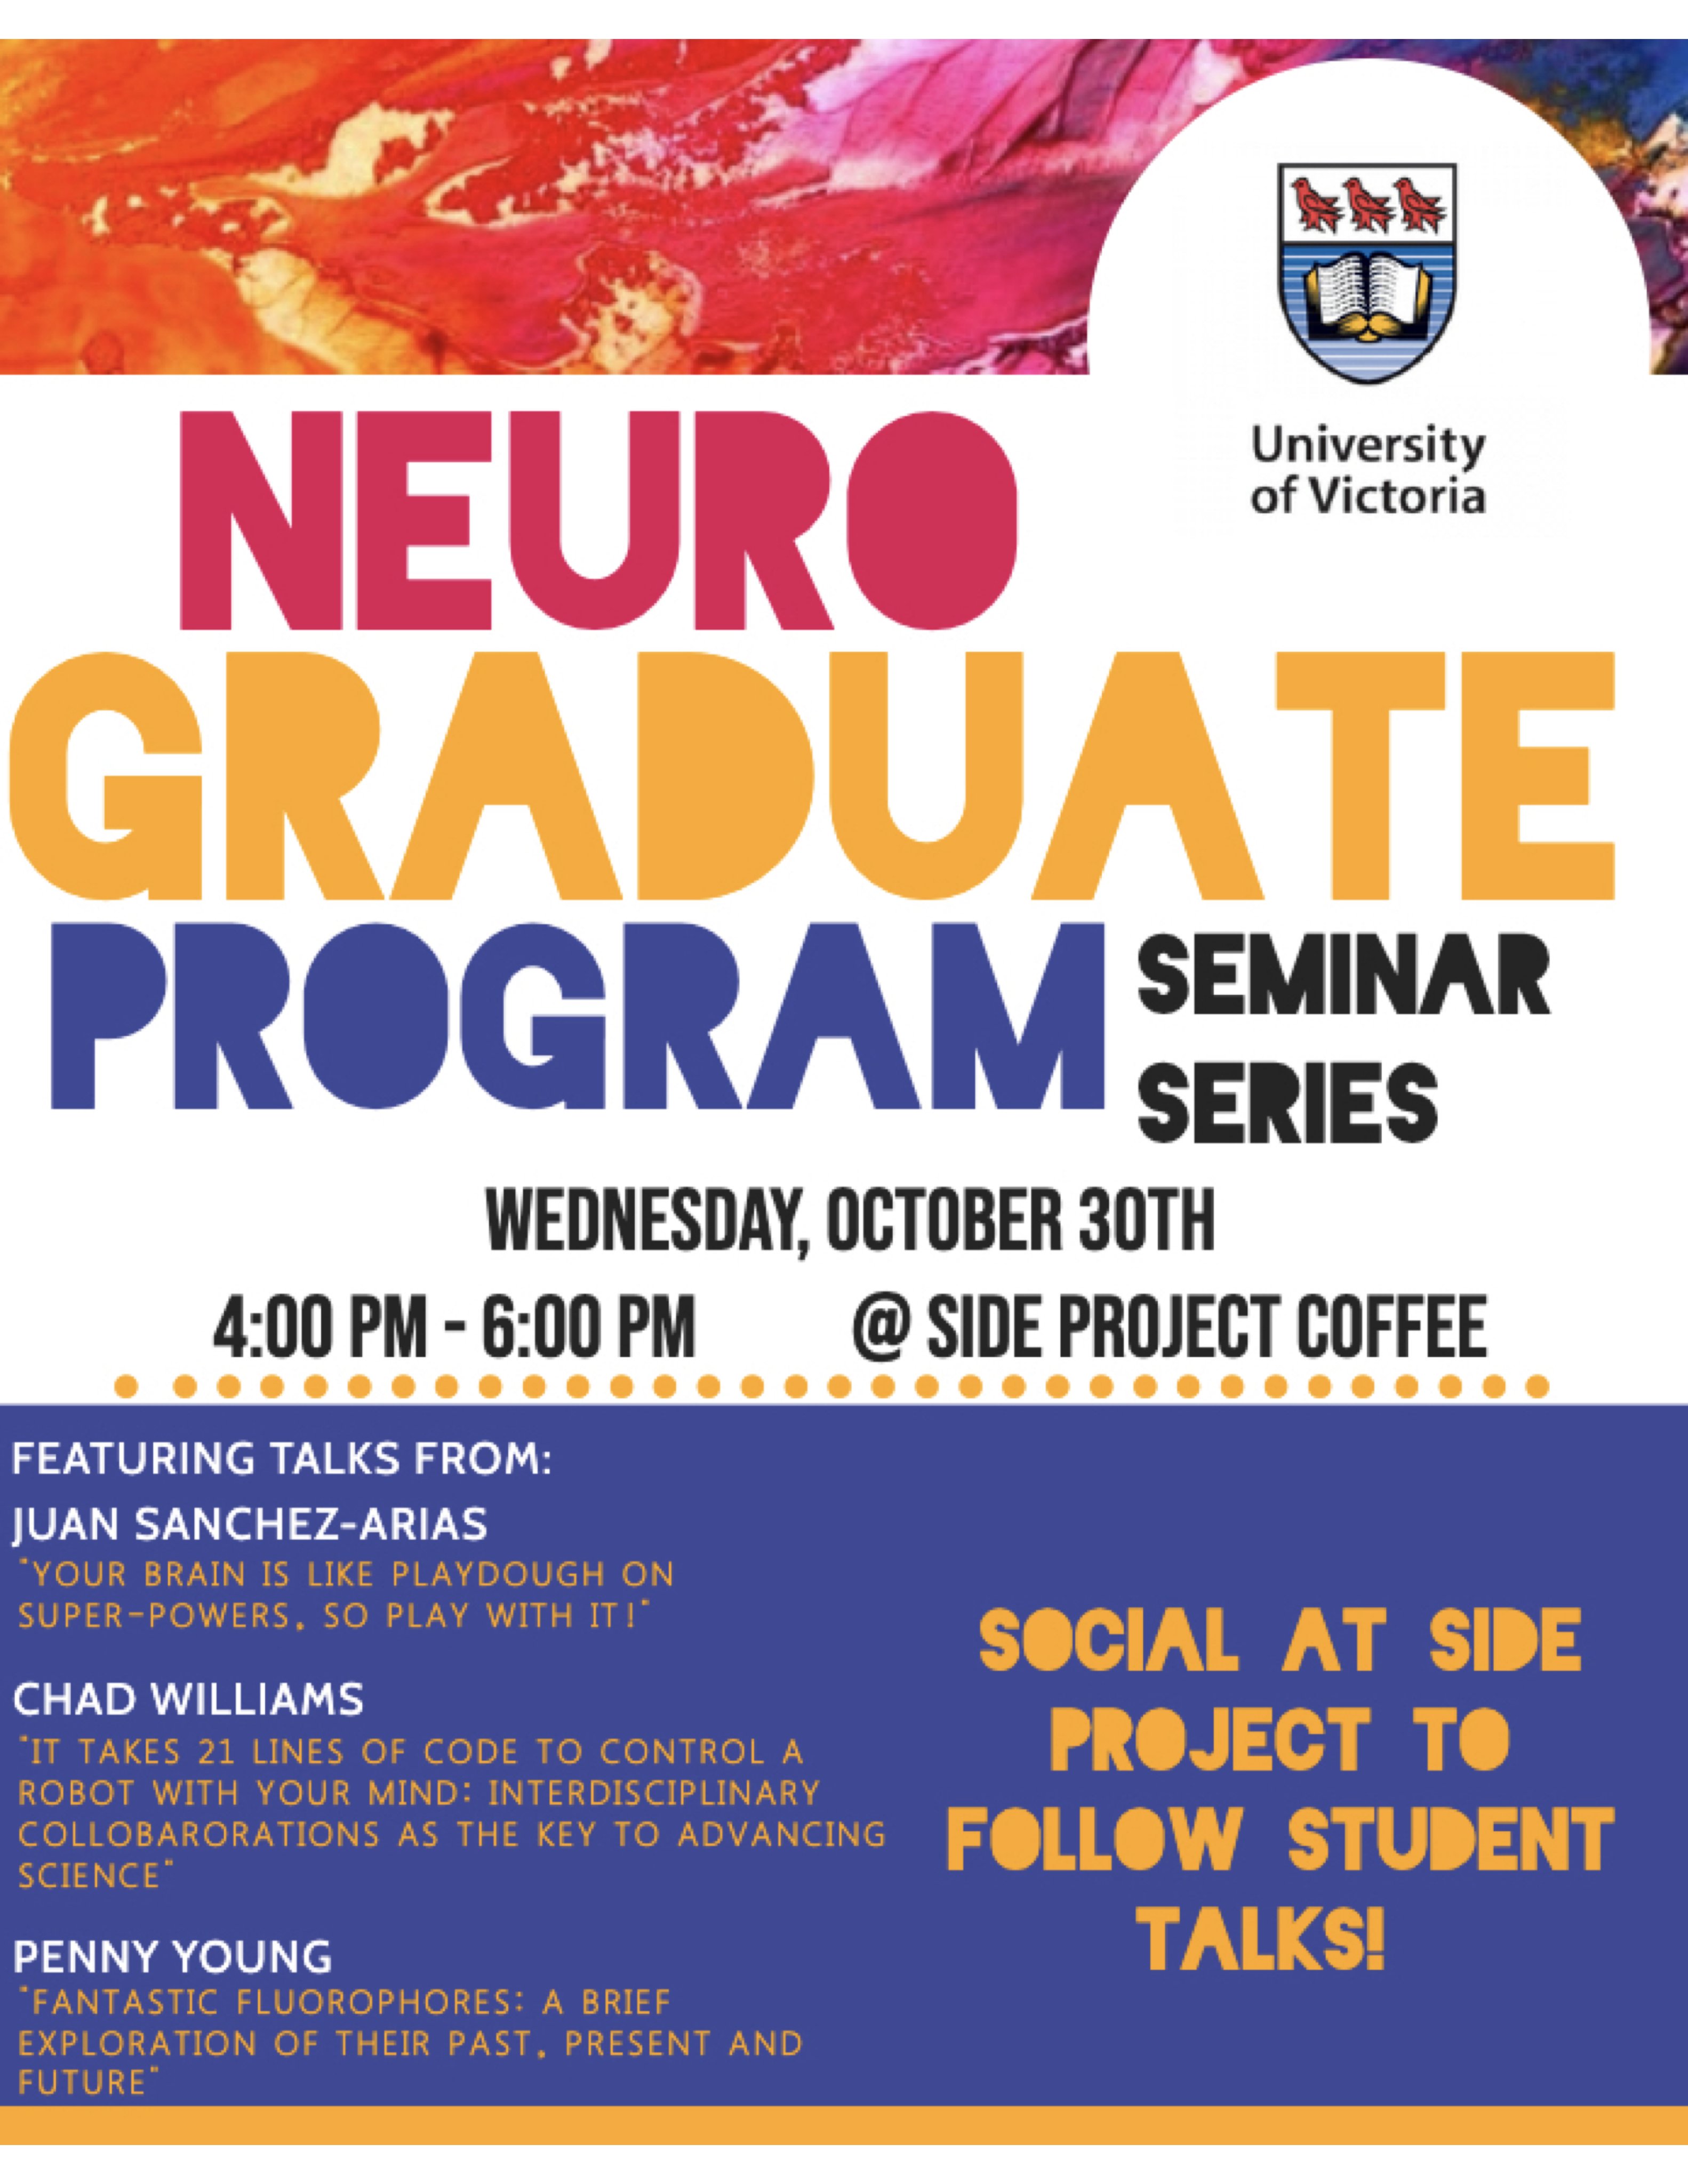 University
of Victoria
NEURO
GRADUATE
PROGRAM
SEMINAR
SERIES
WEDNESDAY, OCTOBER 30TH
4:00 PM - 6:00 PM @ SIDE PROJECT COFFEE
FEATURING TALKS FROM:
JUAN SANCHEZ-ARIAS
"YOUR BRAIN IS LIKE PLAYDOUGH ON
SUPER-POWERS, SO PLAY WITH IT!"
CHAD WILLIAMS
"IT TAKES 21 LINES OF CODE TO CONTROL A
ROBOT WITH YOUR MIND: INTERDISCIPLINARY
COLLOBARORATIONS AS THE KEY TO ADVANCING
SCIENCE"
PENNY YOUNG
"FANTASTIC FLUOROPHORES: A BRIEF
EXPLORATION OF THEIR PAST, PRESENT AND
FUTURE"
SOCIAL AT SIDE
PROJECT TO
FOLLOW STUDENT
TALKS!